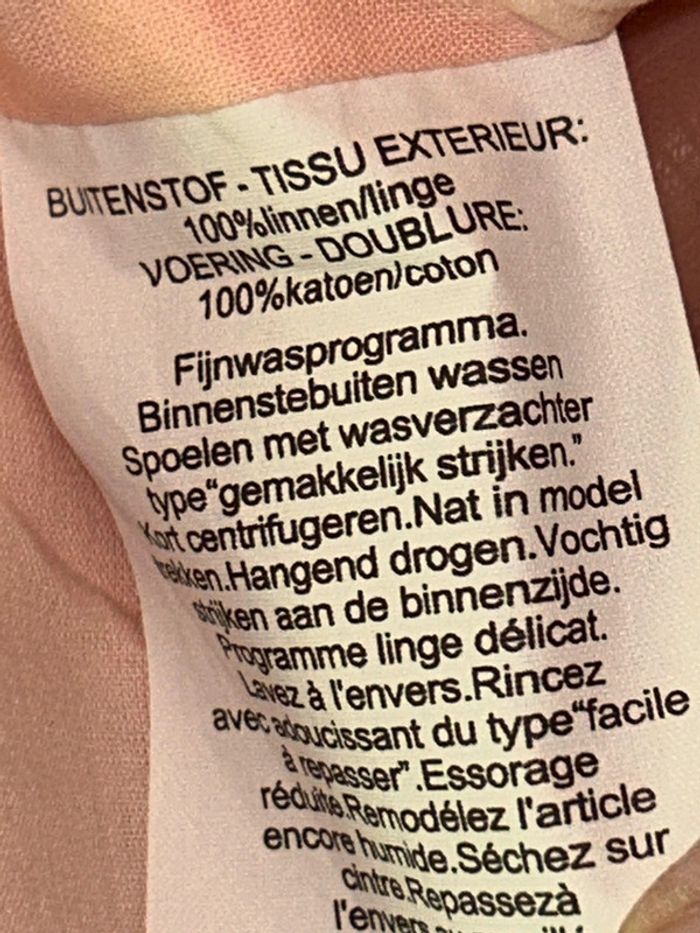 BUITENSTOF - TISSU EXTERIEUR:
100%linnen/linge
VOERING - DOUBLURE:
100%katoen/coton
Fijnwasprogramma.
Binnenstebuiten wassen
Spoelen met wasverzachter
type“gemakkelijk strijken.”
Kort centrifugeren.Nat in model
trekken.Hangend drogen.Vochtig
strijken aan de binnenzijde.
Programme linge délicat.
Lavez à l'envers.Rincez
avec adoucissant du type“facile
à repasser”.Essorage
réduite.Remodélez l'article
encore humide.Séchez sur
cintre.Repassezà
l'envers